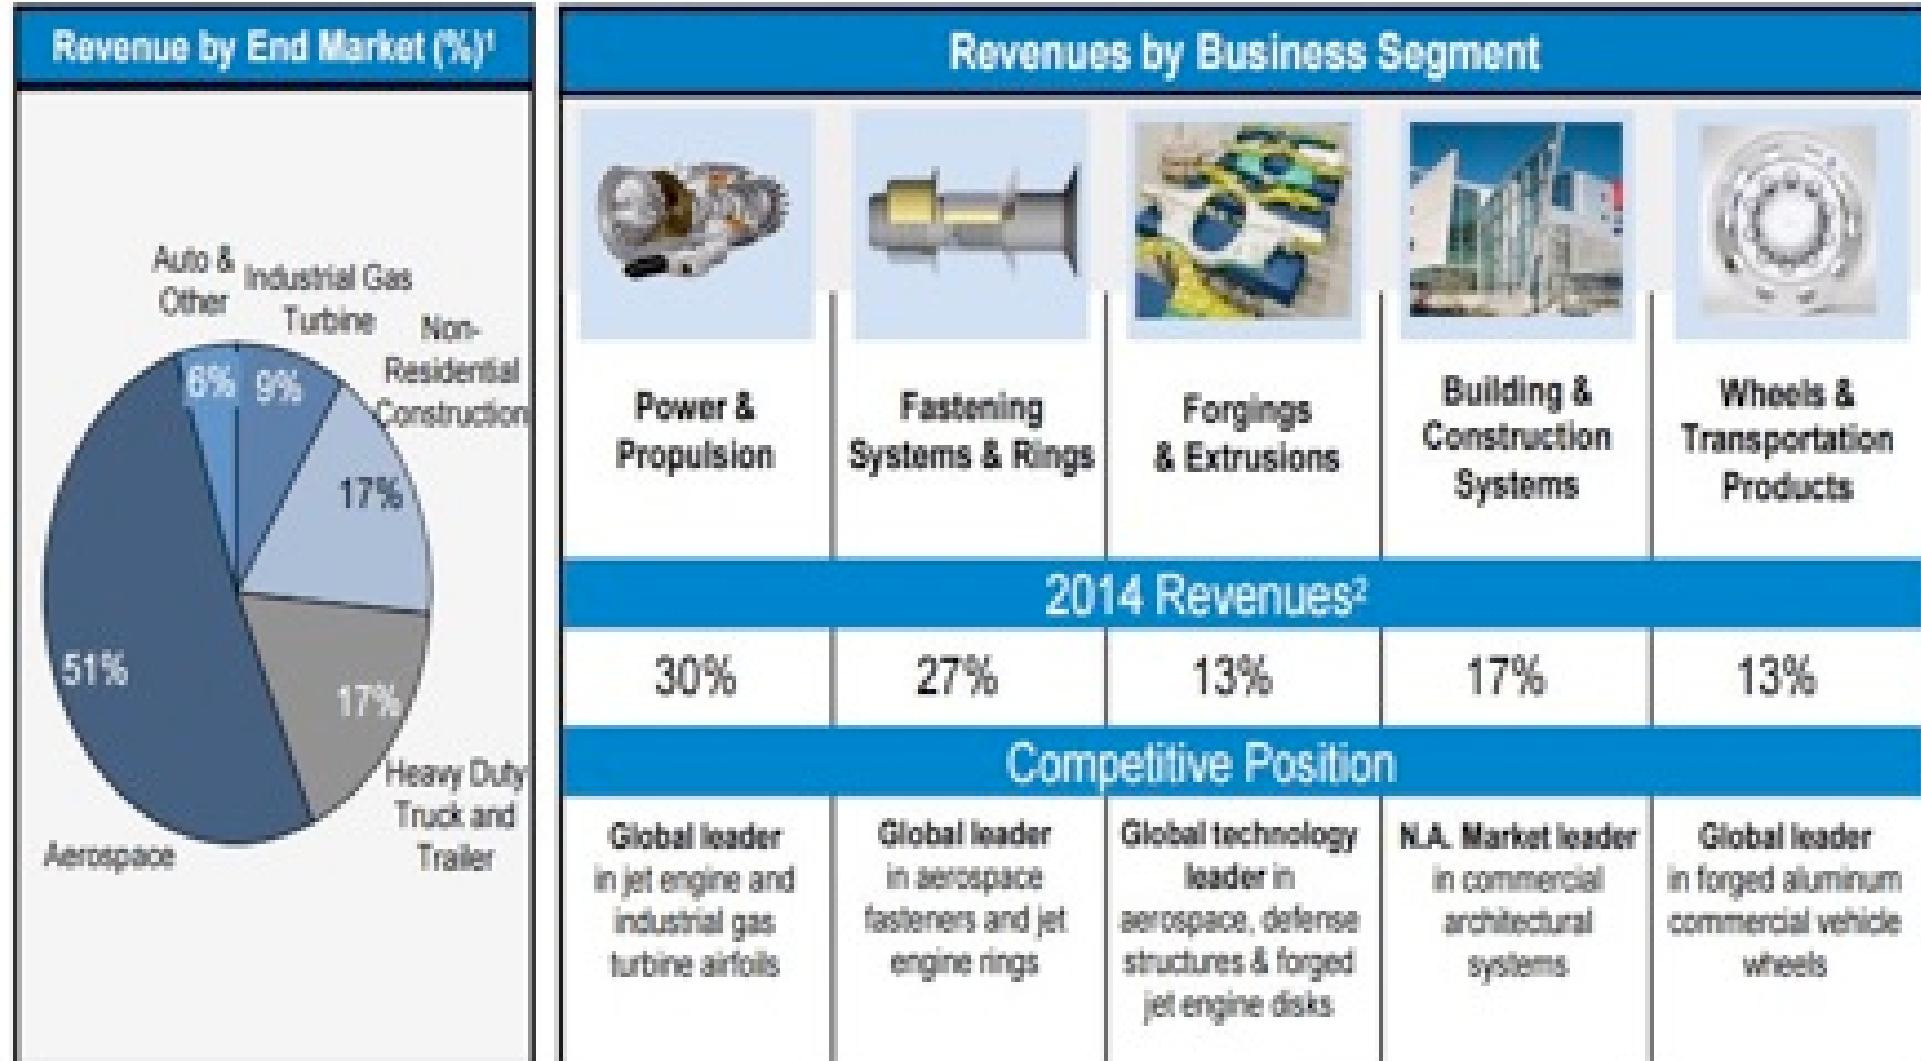 Revenue by End Market (%)¹
Auto &
Other
Industrial Gas
Turbine
Non-
Residential
Construction
6%
9%
17%
51%
17%
Heavy Duty
Truck and
Trailer
Aerospace
Revenues by Business Segment
Power &
Propulsion
Fastening
Systems & Rings
Forgings
& Extrusions
Building &
Construction
Systems
Wheels &
Transportation
Products
2014 Revenues²
30%
27%
13%
17%
13%
Competitive Position
Global leader
in jet engine and
industrial gas
turbine airfoils
Global leader
in aerospace
fasteners and jet
engine rings
Global technology
leader in
aerospace, defense
structures & forged
jet engine disks
N.A. Market leader
in commercial
architectural
systems
Global leader
in forged aluminum
commercial vehicle
wheels